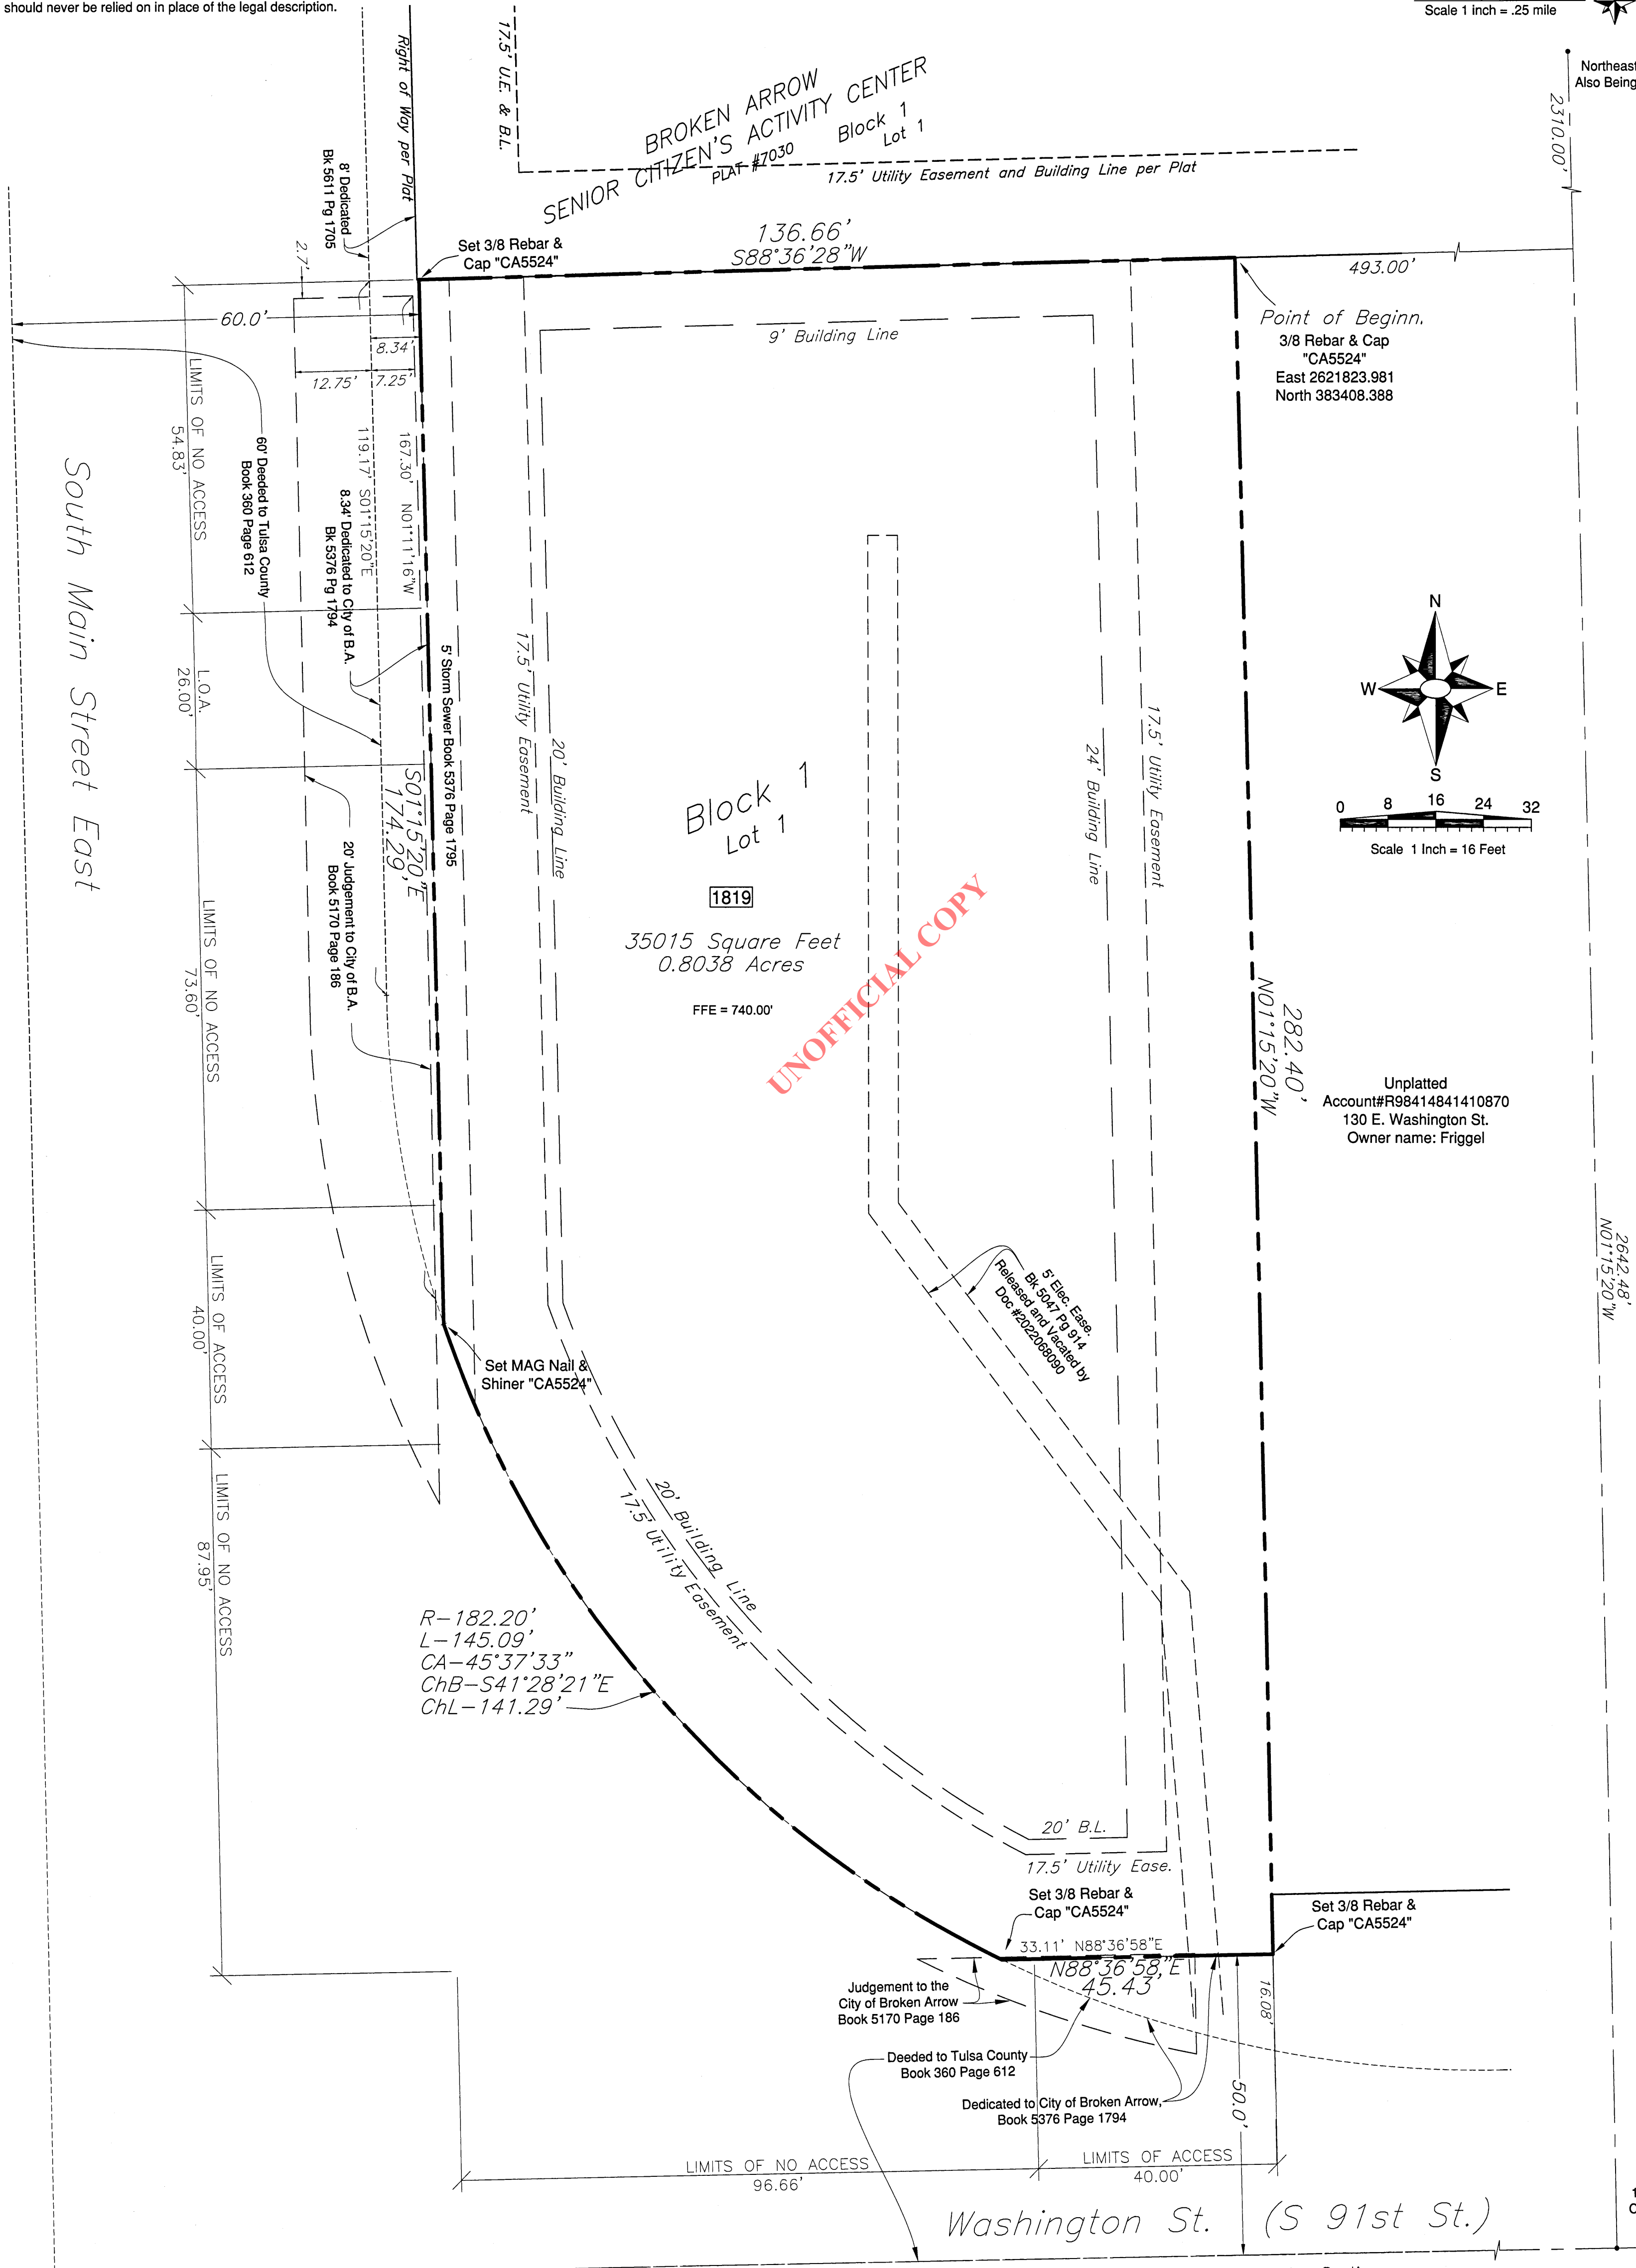 should never be relied on in place of the legal description.
Scale 1 inch = .25 mile
Northeast
Also Being
2310.00'
Right of Way per Plat
17.5' U.E. & B.L.
BROKEN ARROW
SENIOR CITIZEN'S ACTIVITY CENTER
PLAT #7030
Block 1
Lot 1
17.5' Utility Easement and Building Line per Plat
8' Dedicated
Bk 5611 Pg 1705
2.7'
Set 3/8 Rebar &
Cap "CA5524"
136.66'
S88°36'28"W
493.00'
Point of Beginn.
3/8 Rebar & Cap
"CA5524"
East 2621823.981
North 383408.388
60.0'
8.34'
12.75'
7.25'
9' Building Line
LIMITS OF NO ACCESS
54.83'
60' Deeded to Tulsa County
Book 360 Page 612
119.17' S01°15'20"E
8.34' Dedicated to City of B.A.
Bk 5376 Pg 1794
167.30' N01°11'16"W
South Main Street East
L.O.A.
26.00'
5' Storm Sewer Book 5376 Page 1795
17.5' Utility Easement
20' Building Line
S01°15'20"E
174.29'
20' Judgement to City of B.A.
Book 5170 Page 186
LIMITS OF NO ACCESS
73.60'
Block 1
Lot 1
1819
35015 Square Feet
0.8038 Acres
FFE = 740.00'
UNOFFICIAL COPY
24' Building Line
17.5' Utility Easement
N
W
E
S
0 8 16 24 32
Scale 1 Inch = 16 Feet
282.40'
N01°15'20"W
Unplatted
Account#R98414841410870
130 E. Washington St.
Owner name: Friggel
2642.48'
N01°15'20"W
5' Elec. Ease.
Bk 5047 Pg 914
Released and Vacated by
Doc #2022068090
LIMITS OF ACCESS
40.00'
Set MAG Nail &
Shiner "CA5524"
LIMITS OF NO ACCESS
87.95'
20' Building Line
17.5' Utility Easement
R-182.20'
L-145.09'
CA-45°37'33"
ChB-S41°28'21"E
ChL-141.29'
20' B.L.
17.5' Utility Ease.
Set 3/8 Rebar &
Cap "CA5524"
Set 3/8 Rebar &
Cap "CA5524"
33.11' N88°36'58"E
N88°36'58"E
45.43'
16.08'
Judgement to the
City of Broken Arrow
Book 5170 Page 186
Deeded to Tulsa County
Book 360 Page 612
Dedicated to City of Broken Arrow,
Book 5376 Page 1794
50.0'
LIMITS OF NO ACCESS
96.66'
LIMITS OF ACCESS
40.00'
Washington St. (S 91st St.)